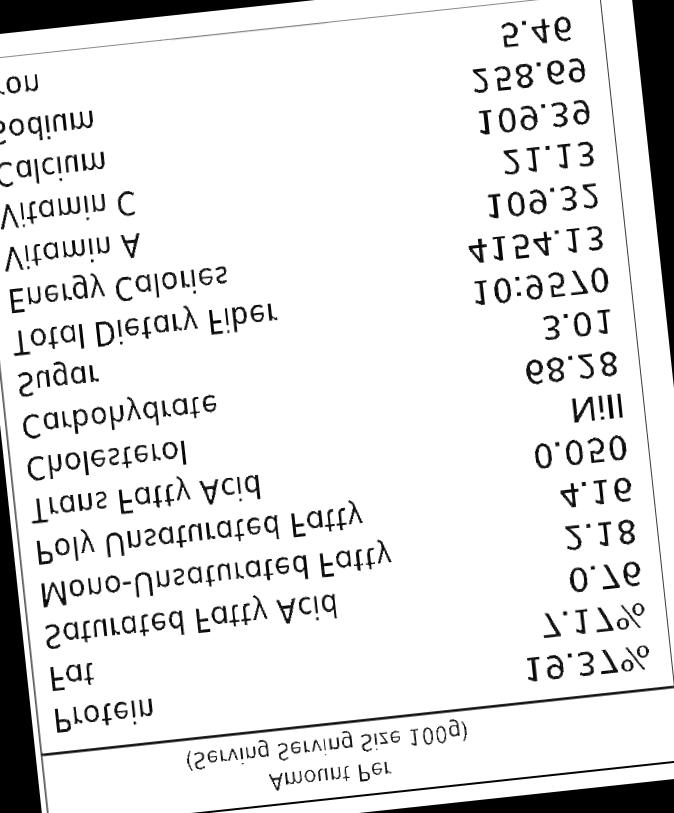 Amount Per
(Serving Serving Size 100g)
Protein 19.37%
Fat 7.17%
Saturated Fatty Acid 0.76
Mono-Unsaturated Fatty 2.18
Poly Unsaturated Fatty 4.16
Trans Fatty Acid 0.050
Cholesterol Nill
Carbohydrate 68.28
Sugar 3.01
Total Dietary Fiber 10:9570
Energy Calories 4154.13
Vitamin A 109.32
Vitamin C 21.13
Calcium 109.39
Sodium 258.69
ron 5.46